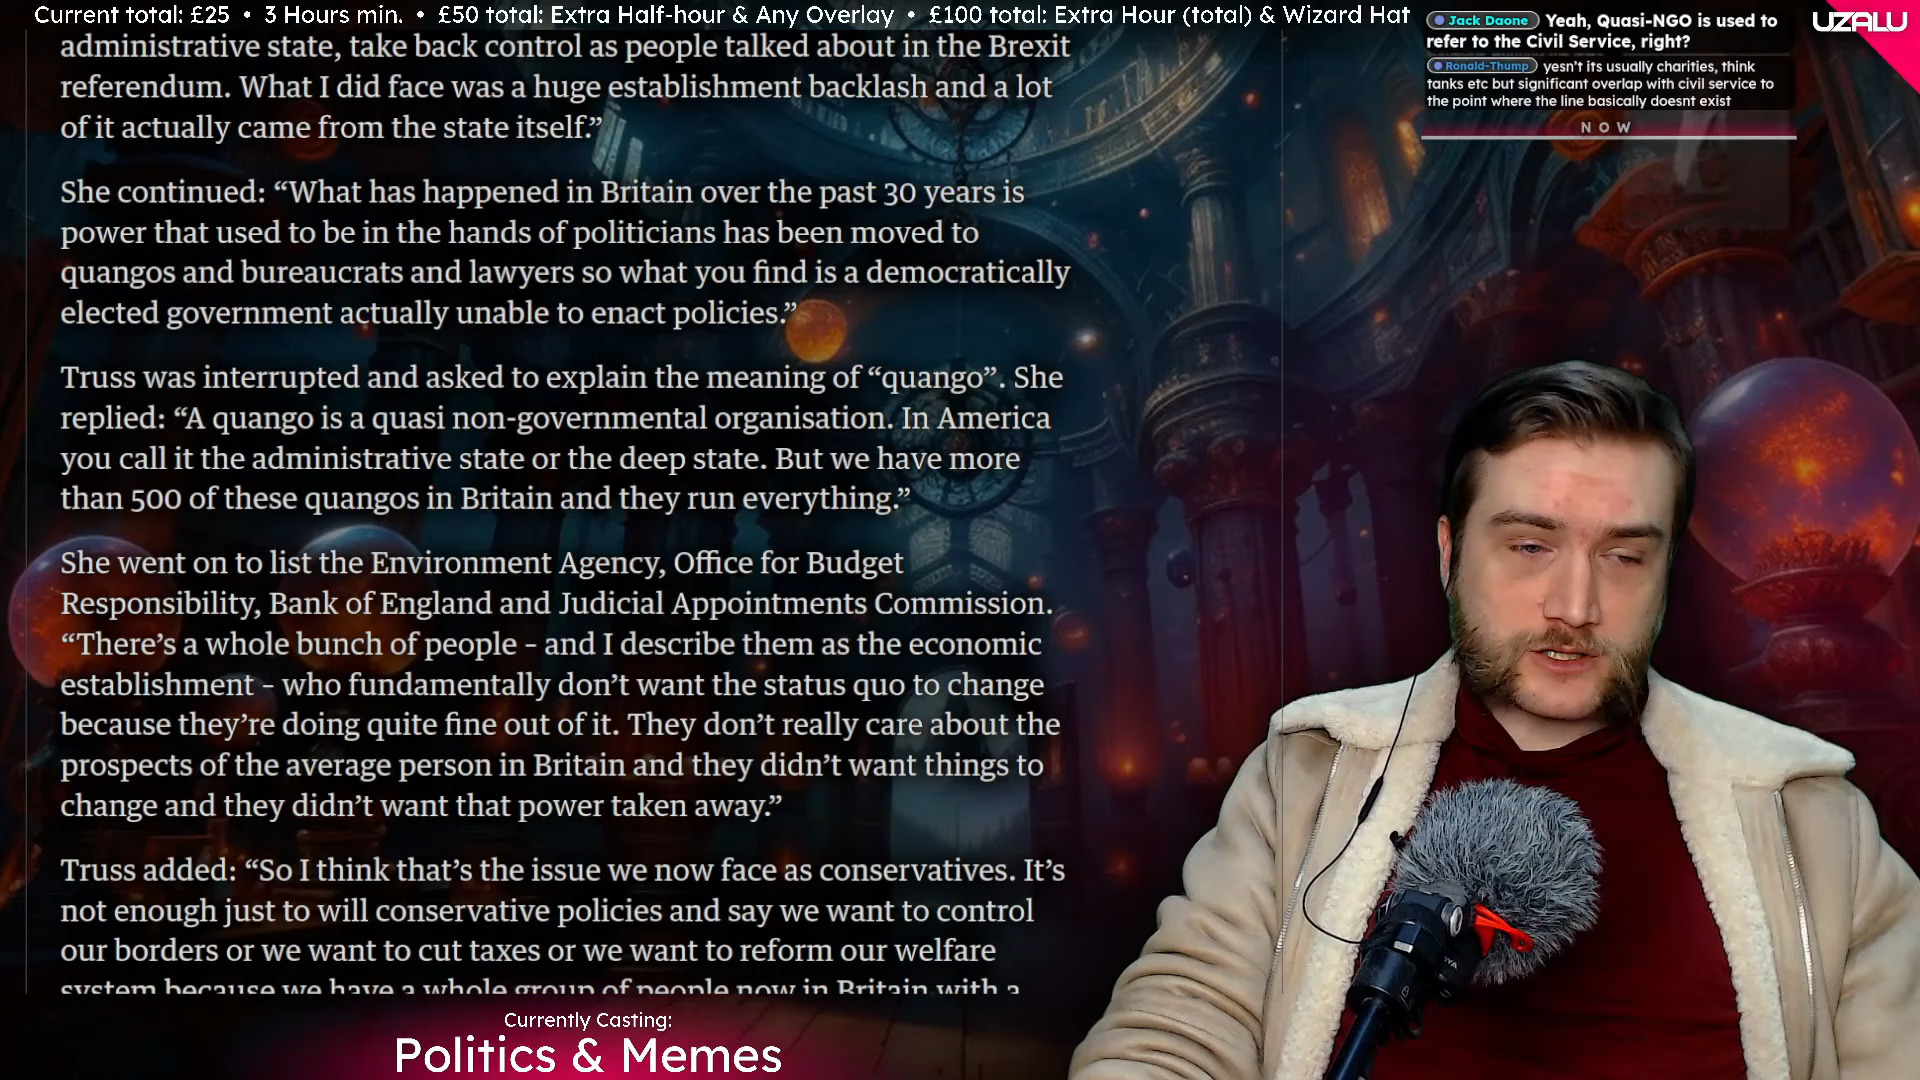 Current total: £25 • 3 Hours min. • £50 total: Extra Half-hour & Any Overlay • £100 total: Extra Hour (total) & Wizard Hat
Jack Daone Yeah, Quasi-NGO is used to
refer to the Civil Service, right?
Ronald-Thump yesn't its usually charities, think
tanks etc but significant overlap with civil service to
the point where the line basically doesnt exist
NOW
UZALU
administrative state, take back control as people talked about in the Brexit
referendum. What I did face was a huge establishment backlash and a lot
of it actually came from the state itself.”
She continued: “What has happened in Britain over the past 30 years is
power that used to be in the hands of politicians has been moved to
quangos and bureaucrats and lawyers so what you find is a democratically
elected government actually unable to enact policies.”
Truss was interrupted and asked to explain the meaning of “quango”. She
replied: “A quango is a quasi non-governmental organisation. In America
you call it the administrative state or the deep state. But we have more
than 500 of these quangos in Britain and they run everything.”
She went on to list the Environment Agency, Office for Budget
Responsibility, Bank of England and Judicial Appointments Commission.
“There’s a whole bunch of people – and I describe them as the economic
establishment – who fundamentally don’t want the status quo to change
because they’re doing quite fine out of it. They don’t really care about the
prospects of the average person in Britain and they didn’t want things to
change and they didn’t want that power taken away.”
Truss added: “So I think that’s the issue we now face as conservatives. It’s
not enough just to will conservative policies and say we want to control
our borders or we want to cut taxes or we want to reform our welfare
system because we have a whole group of people now in Britain with a
Currently Casting:
Politics & Memes